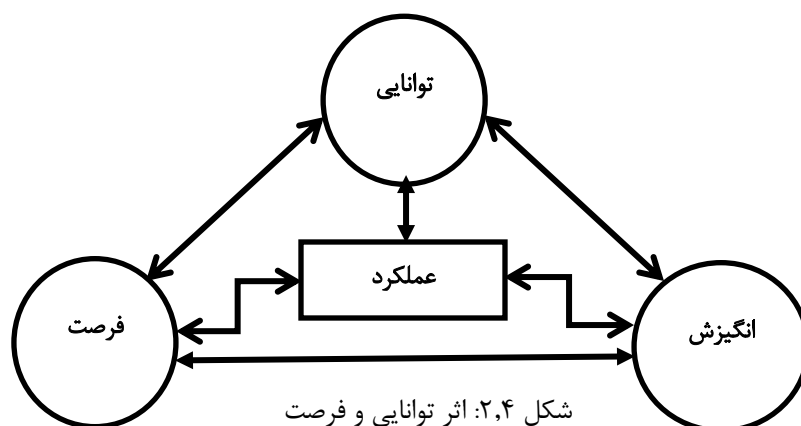 توانایی
عملکرد
فرصت
انگیزش
شکل ۲٫۴: اثر توانایی و فرصت